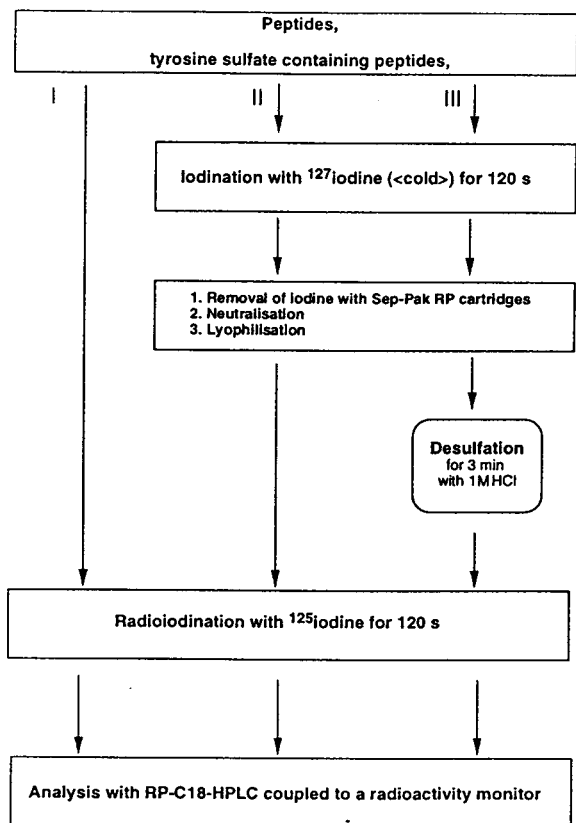 Peptides,
tyrosine sulfate containing peptides,
I II III
Iodination with ¹²⁷iodine (<cold>) for 120 s
1. Removal of Iodine with Sep-Pak RP cartridges
2. Neutralisation
3. Lyophilisation
Desulfation
for 3 min
with 1M HCl
Radioiodination with ¹²⁵iodine for 120 s
Analysis with RP-C18-HPLC coupled to a radioactivity monitor